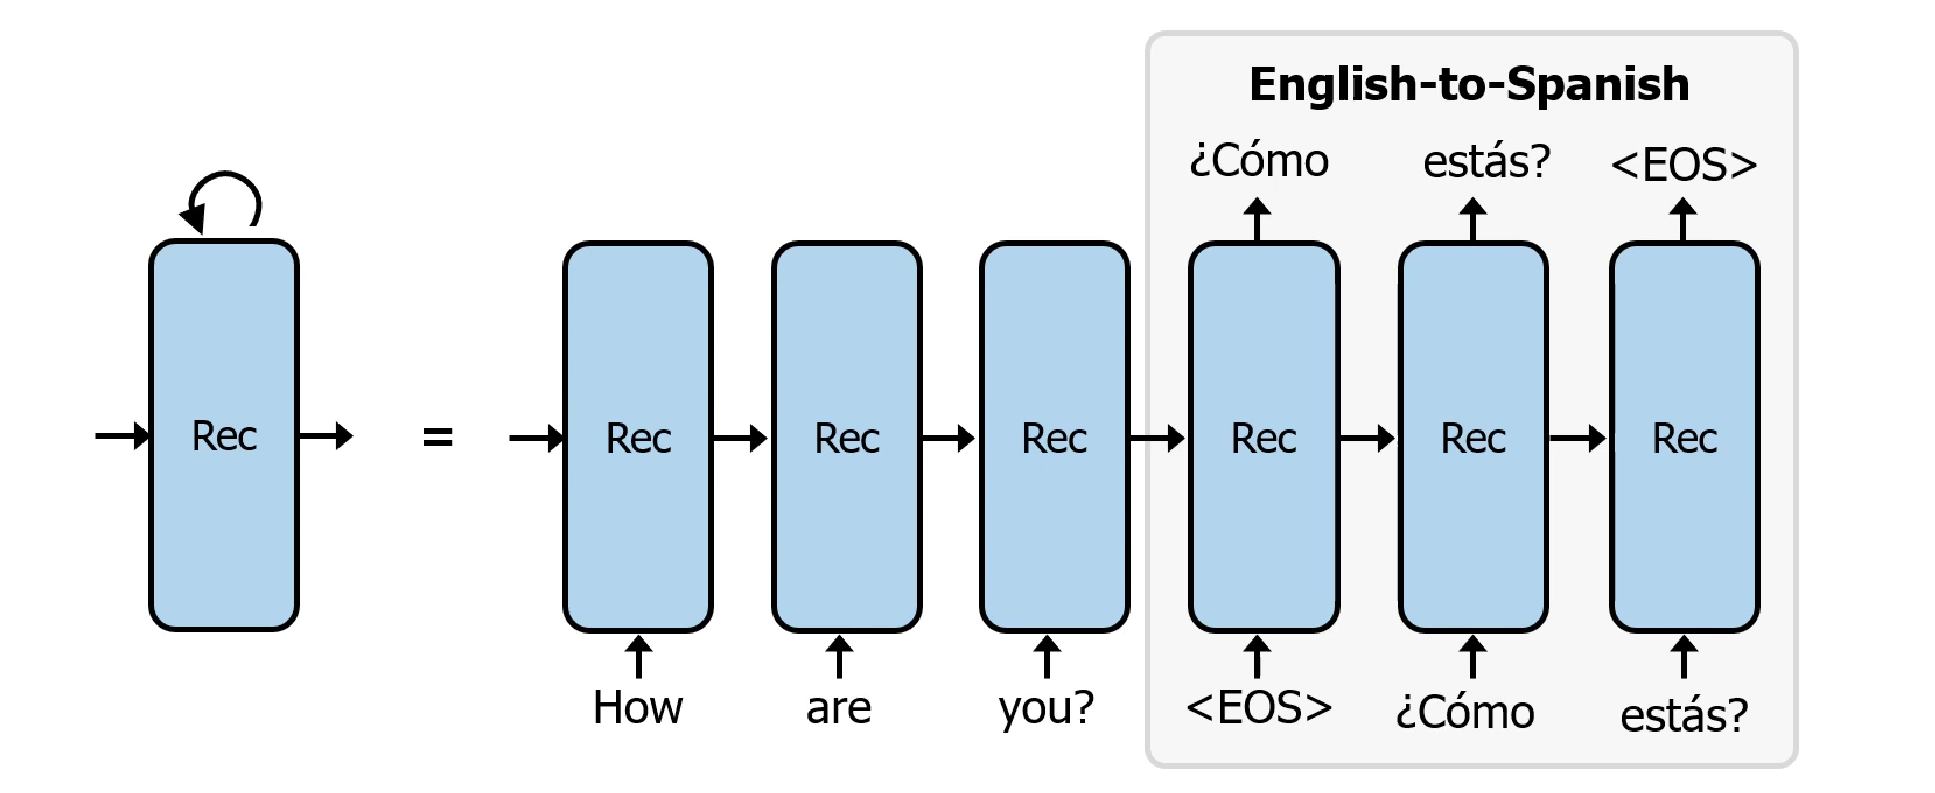 English-to-Spanish
¿Cómo estás? <EOS>
Rec = Rec Rec Rec Rec Rec Rec
How are you? <EOS> ¿Cómo estás?